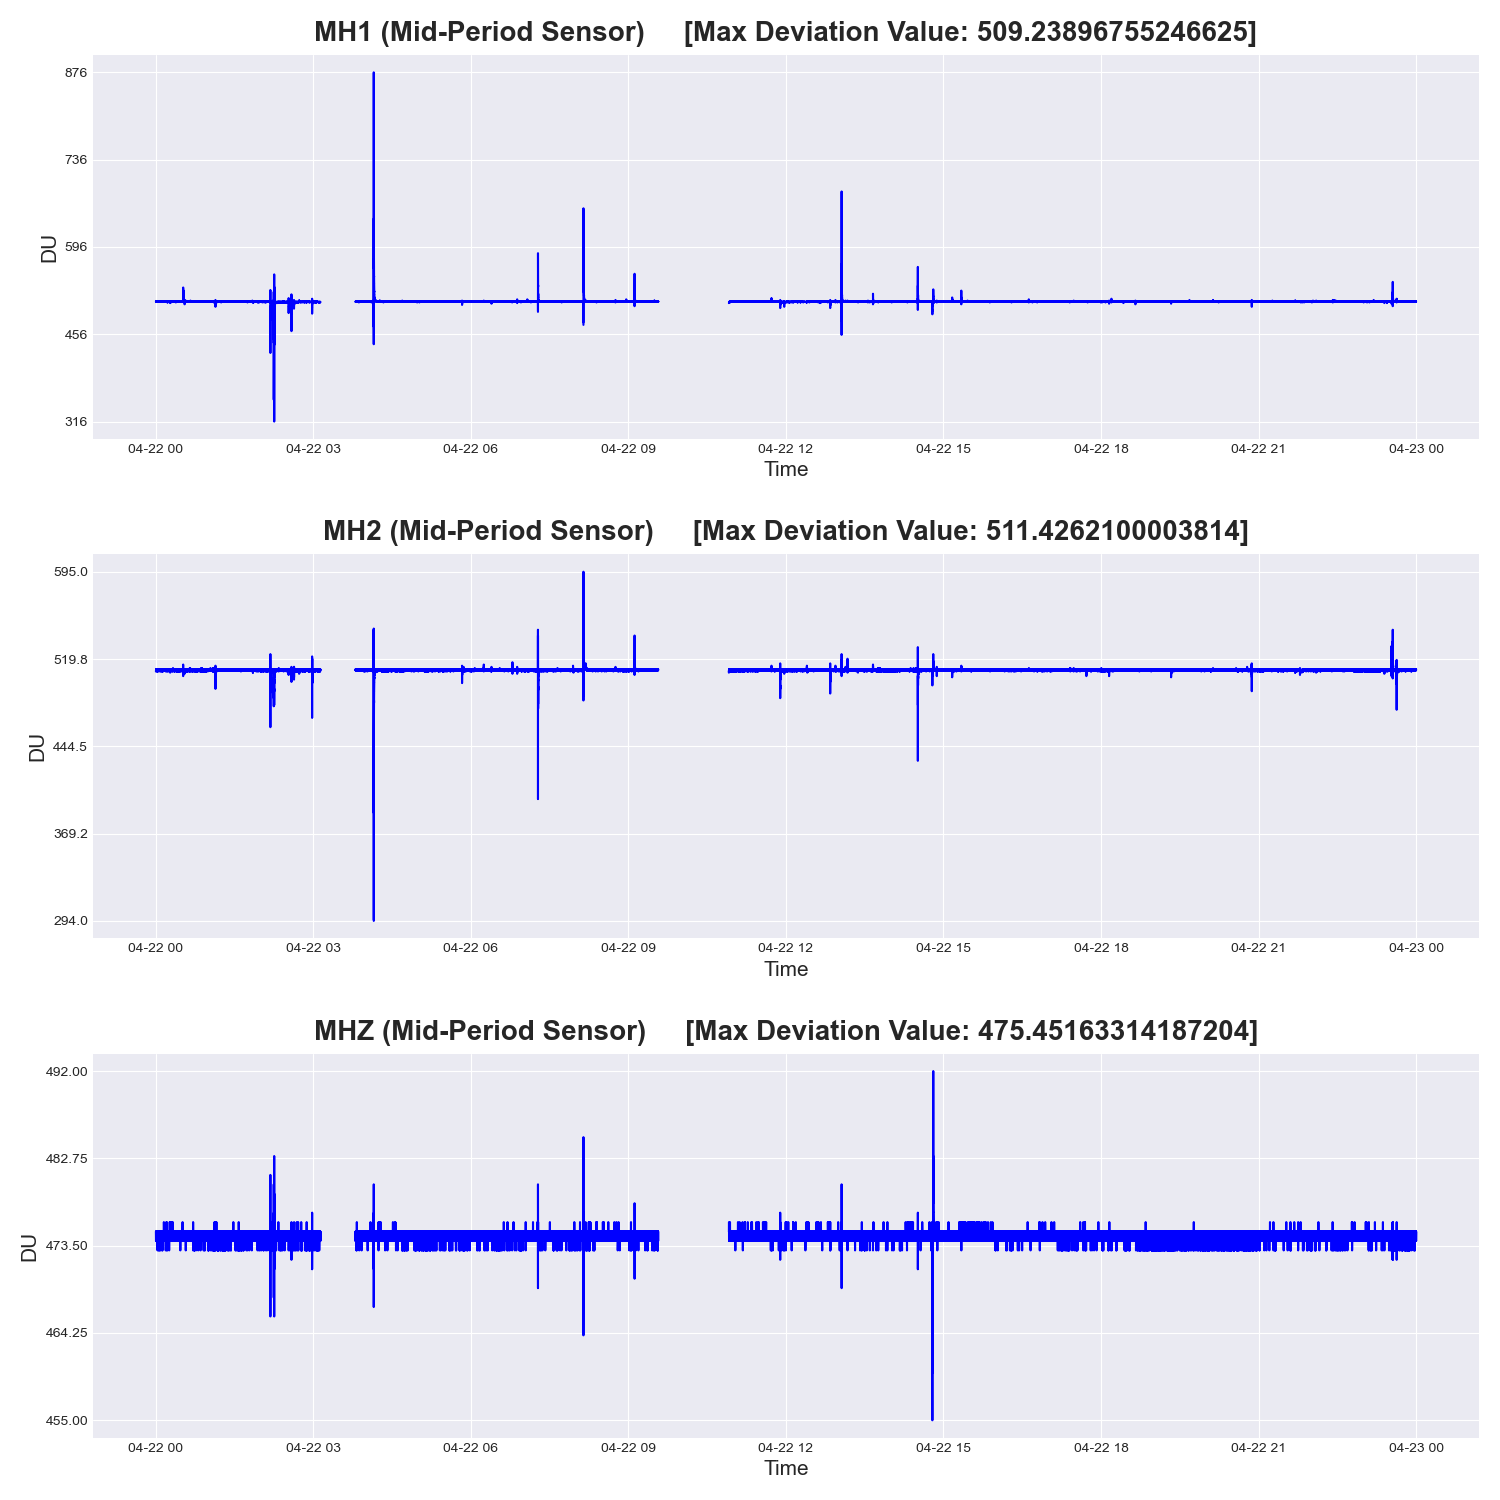 MH1 (Mid-Period Sensor) [Max Deviation Value: 509.23896755246625]
876
736
596
456
316
DU
04-22 00 04-22 03 04-22 06 04-22 09 04-22 12 04-22 15 04-22 18 04-22 21 04-23 00
Time
MH2 (Mid-Period Sensor) [Max Deviation Value: 511.4262100003814]
595.0
519.8
444.5
369.2
294.0
DU
04-22 00 04-22 03 04-22 06 04-22 09 04-22 12 04-22 15 04-22 18 04-22 21 04-23 00
Time
MHZ (Mid-Period Sensor) [Max Deviation Value: 475.45163314187204]
492.00
482.75
473.50
464.25
455.00
DU
04-22 00 04-22 03 04-22 06 04-22 09 04-22 12 04-22 15 04-22 18 04-22 21 04-23 00
Time